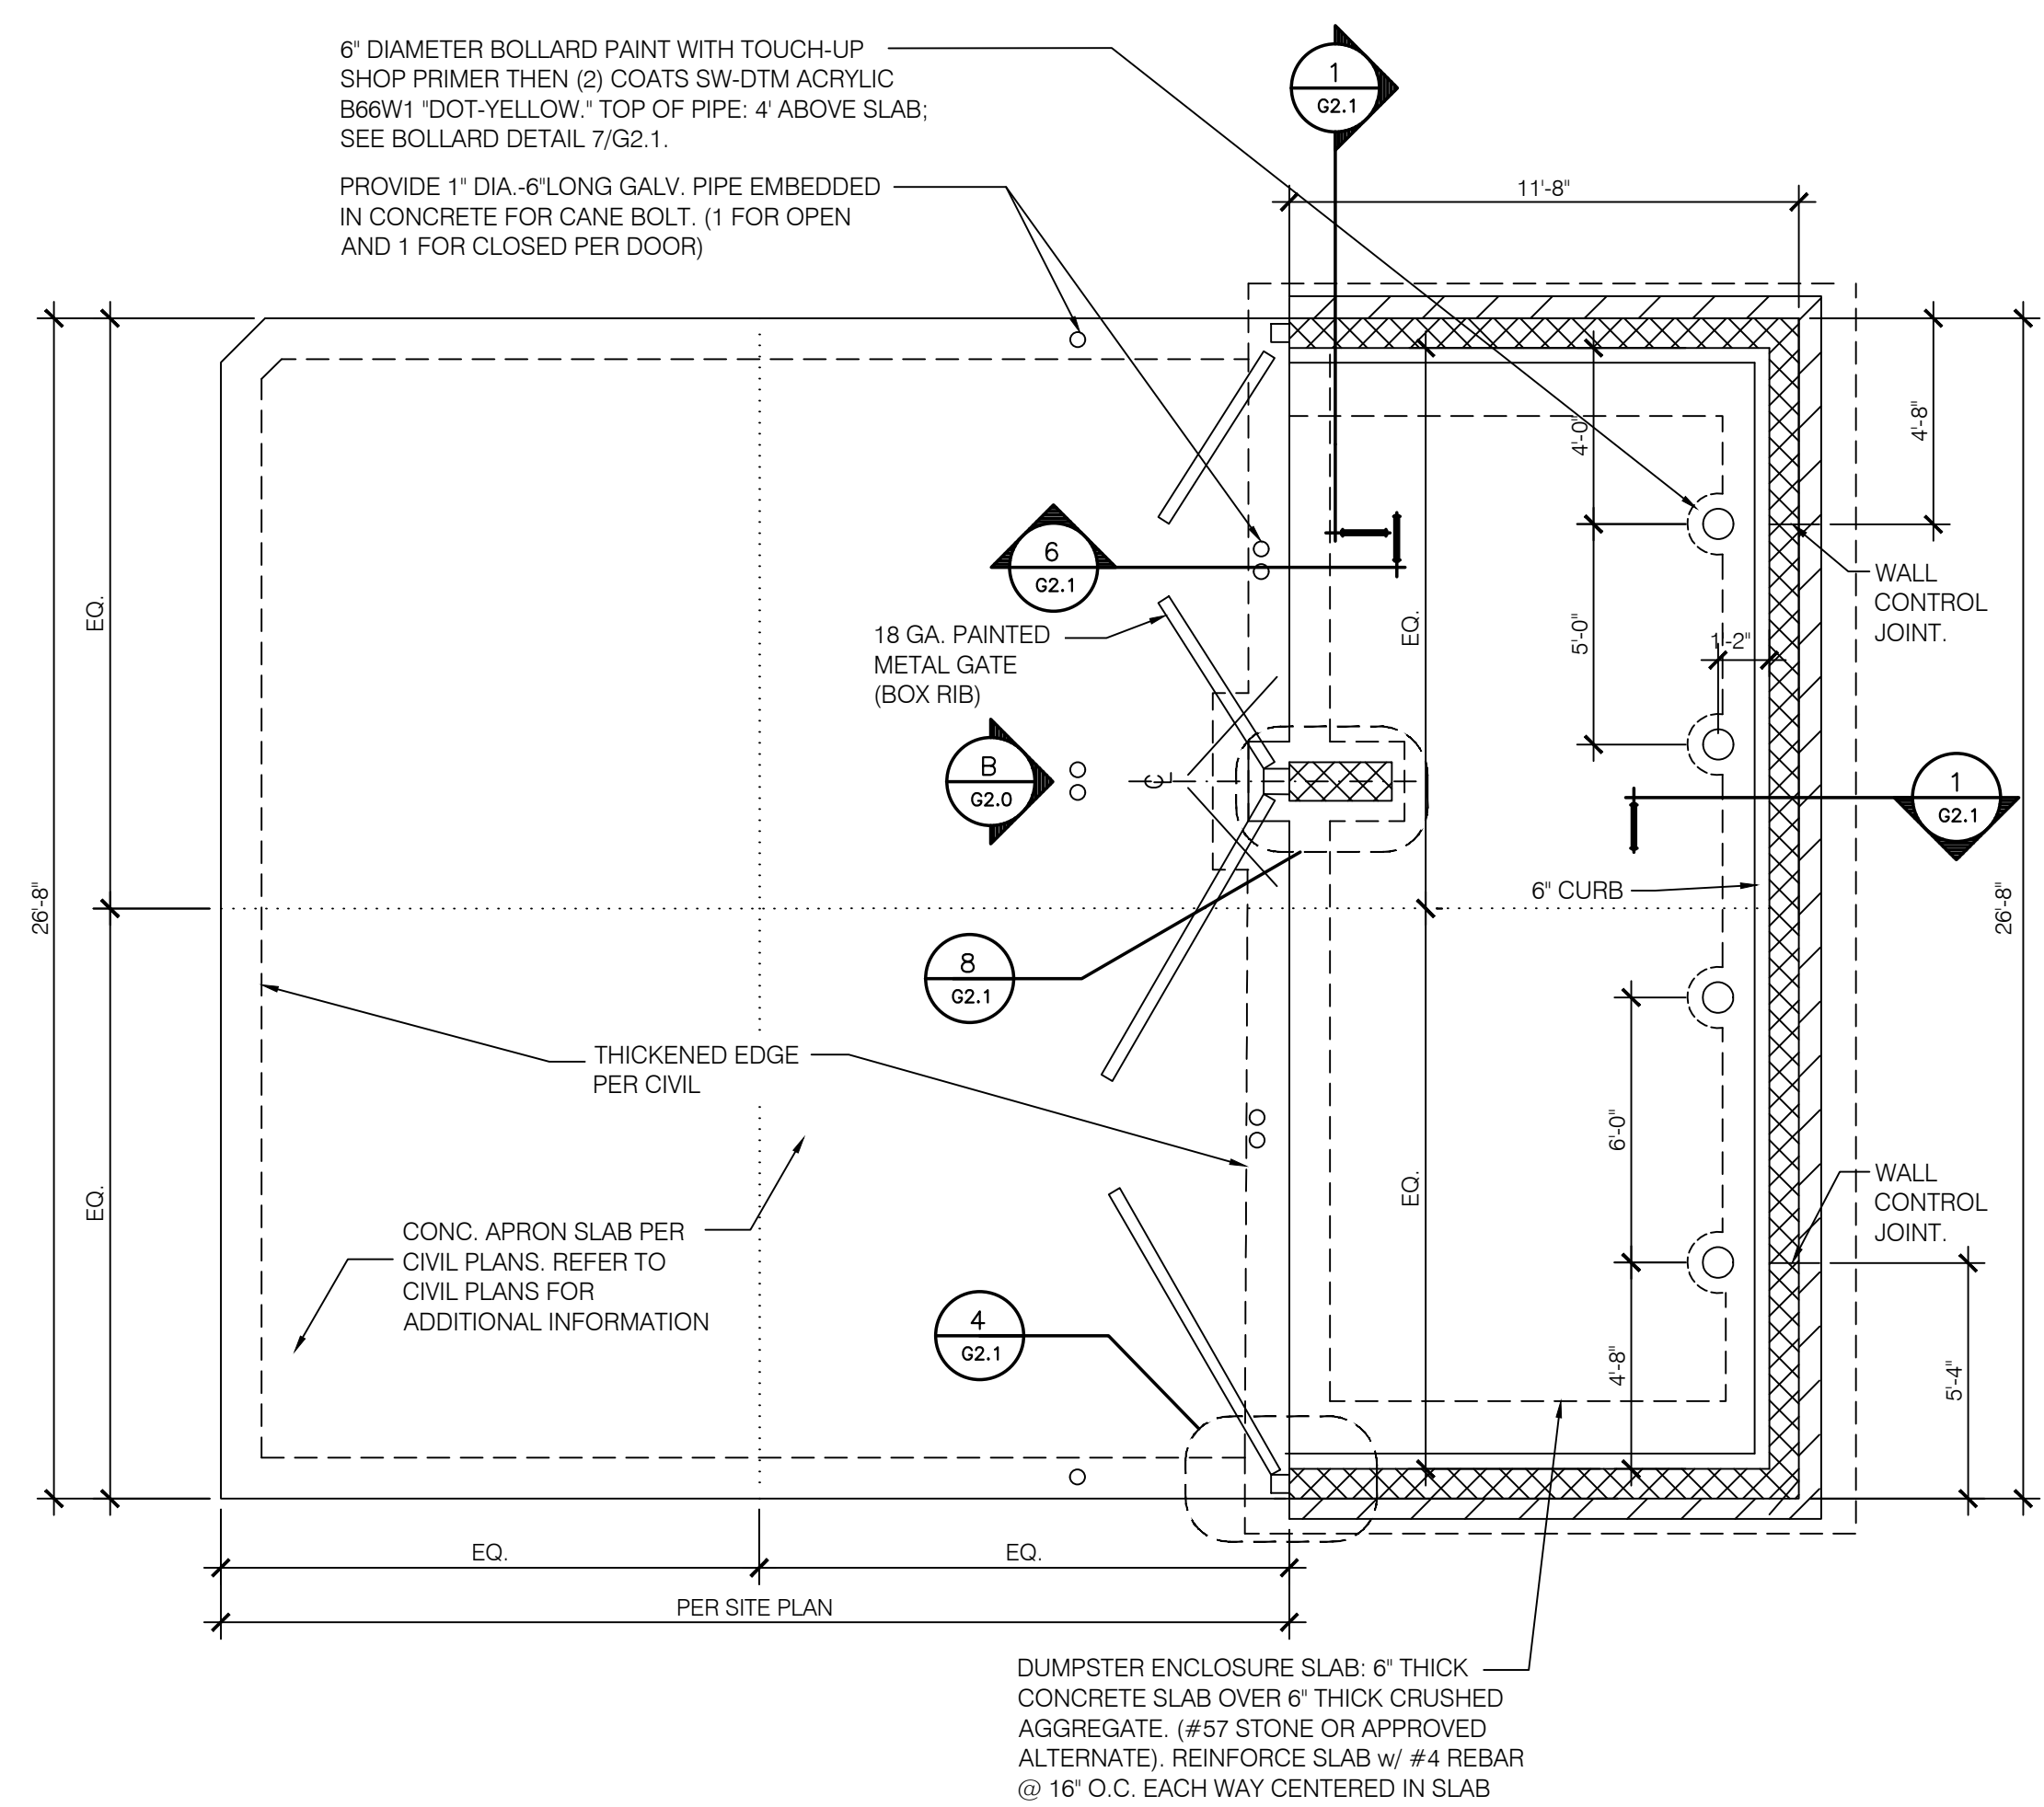 6" DIAMETER BOLLARD PAINT WITH TOUCH-UP
SHOP PRIMER THEN (2) COATS SW-DTM ACRYLIC
B66W1 "DOT-YELLOW." TOP OF PIPE: 4' ABOVE SLAB;
SEE BOLLARD DETAIL 7/G2.1.
PROVIDE 1" DIA.-6"LONG GALV. PIPE EMBEDDED
IN CONCRETE FOR CANE BOLT. (1 FOR OPEN
AND 1 FOR CLOSED PER DOOR)
1
G2.1
11'-8"
4'-0"
4'-8"
6
G2.1
WALL
CONTROL
JOINT.
EQ.
EQ.
5'-0"
1'-2"
18 GA. PAINTED
METAL GATE
(BOX RIB)
B
G2.0
CL
1
G2.1
26'-8"
26'-8"
6" CURB
8
G2.1
THICKENED EDGE
PER CIVIL
6'-0"
EQ.
EQ.
WALL
CONTROL
JOINT.
CONC. APRON SLAB PER
CIVIL PLANS. REFER TO
CIVIL PLANS FOR
ADDITIONAL INFORMATION
4
G2.1
4'-8"
5'-4"
EQ.
EQ.
PER SITE PLAN
DUMPSTER ENCLOSURE SLAB: 6" THICK
CONCRETE SLAB OVER 6" THICK CRUSHED
AGGREGATE. (#57 STONE OR APPROVED
ALTERNATE). REINFORCE SLAB w/ #4 REBAR
@ 16" O.C. EACH WAY CENTERED IN SLAB